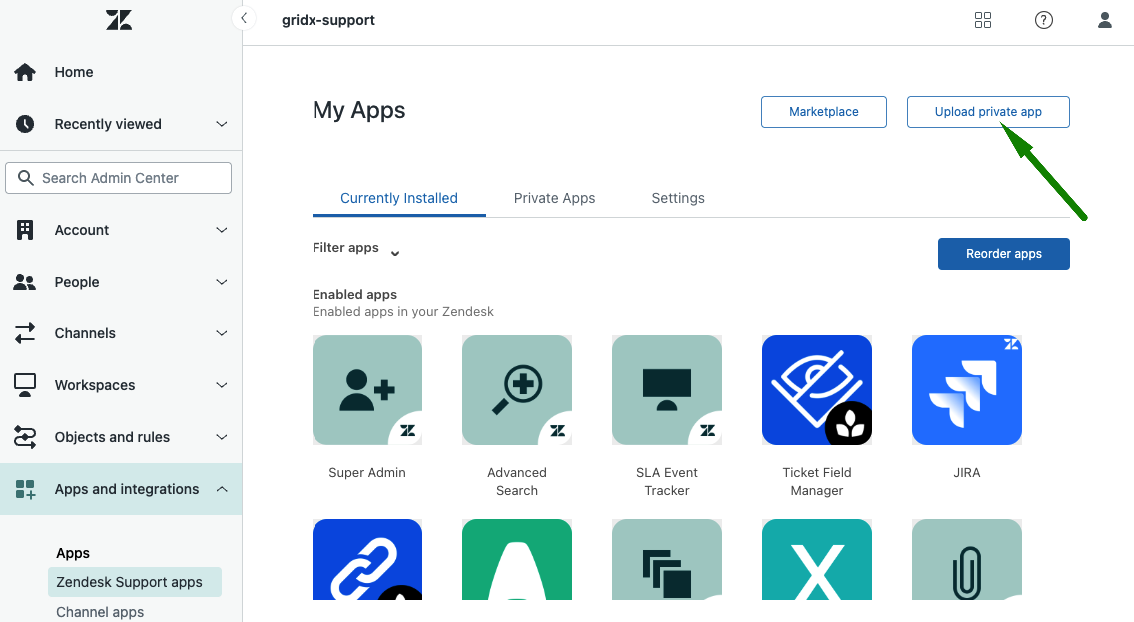 gridx-support
Home
Recently viewed
Search Admin Center
Account
People
Channels
Workspaces
Objects and rules
Apps and integrations
Apps
Zendesk Support apps
Channel apps
My Apps
Marketplace
Upload private app
Currently Installed
Private Apps
Settings
Filter apps
Reorder apps
Enabled apps
Enabled apps in your Zendesk
Super Admin
Advanced
Search
SLA Event
Tracker
Ticket Field
Manager
JIRA